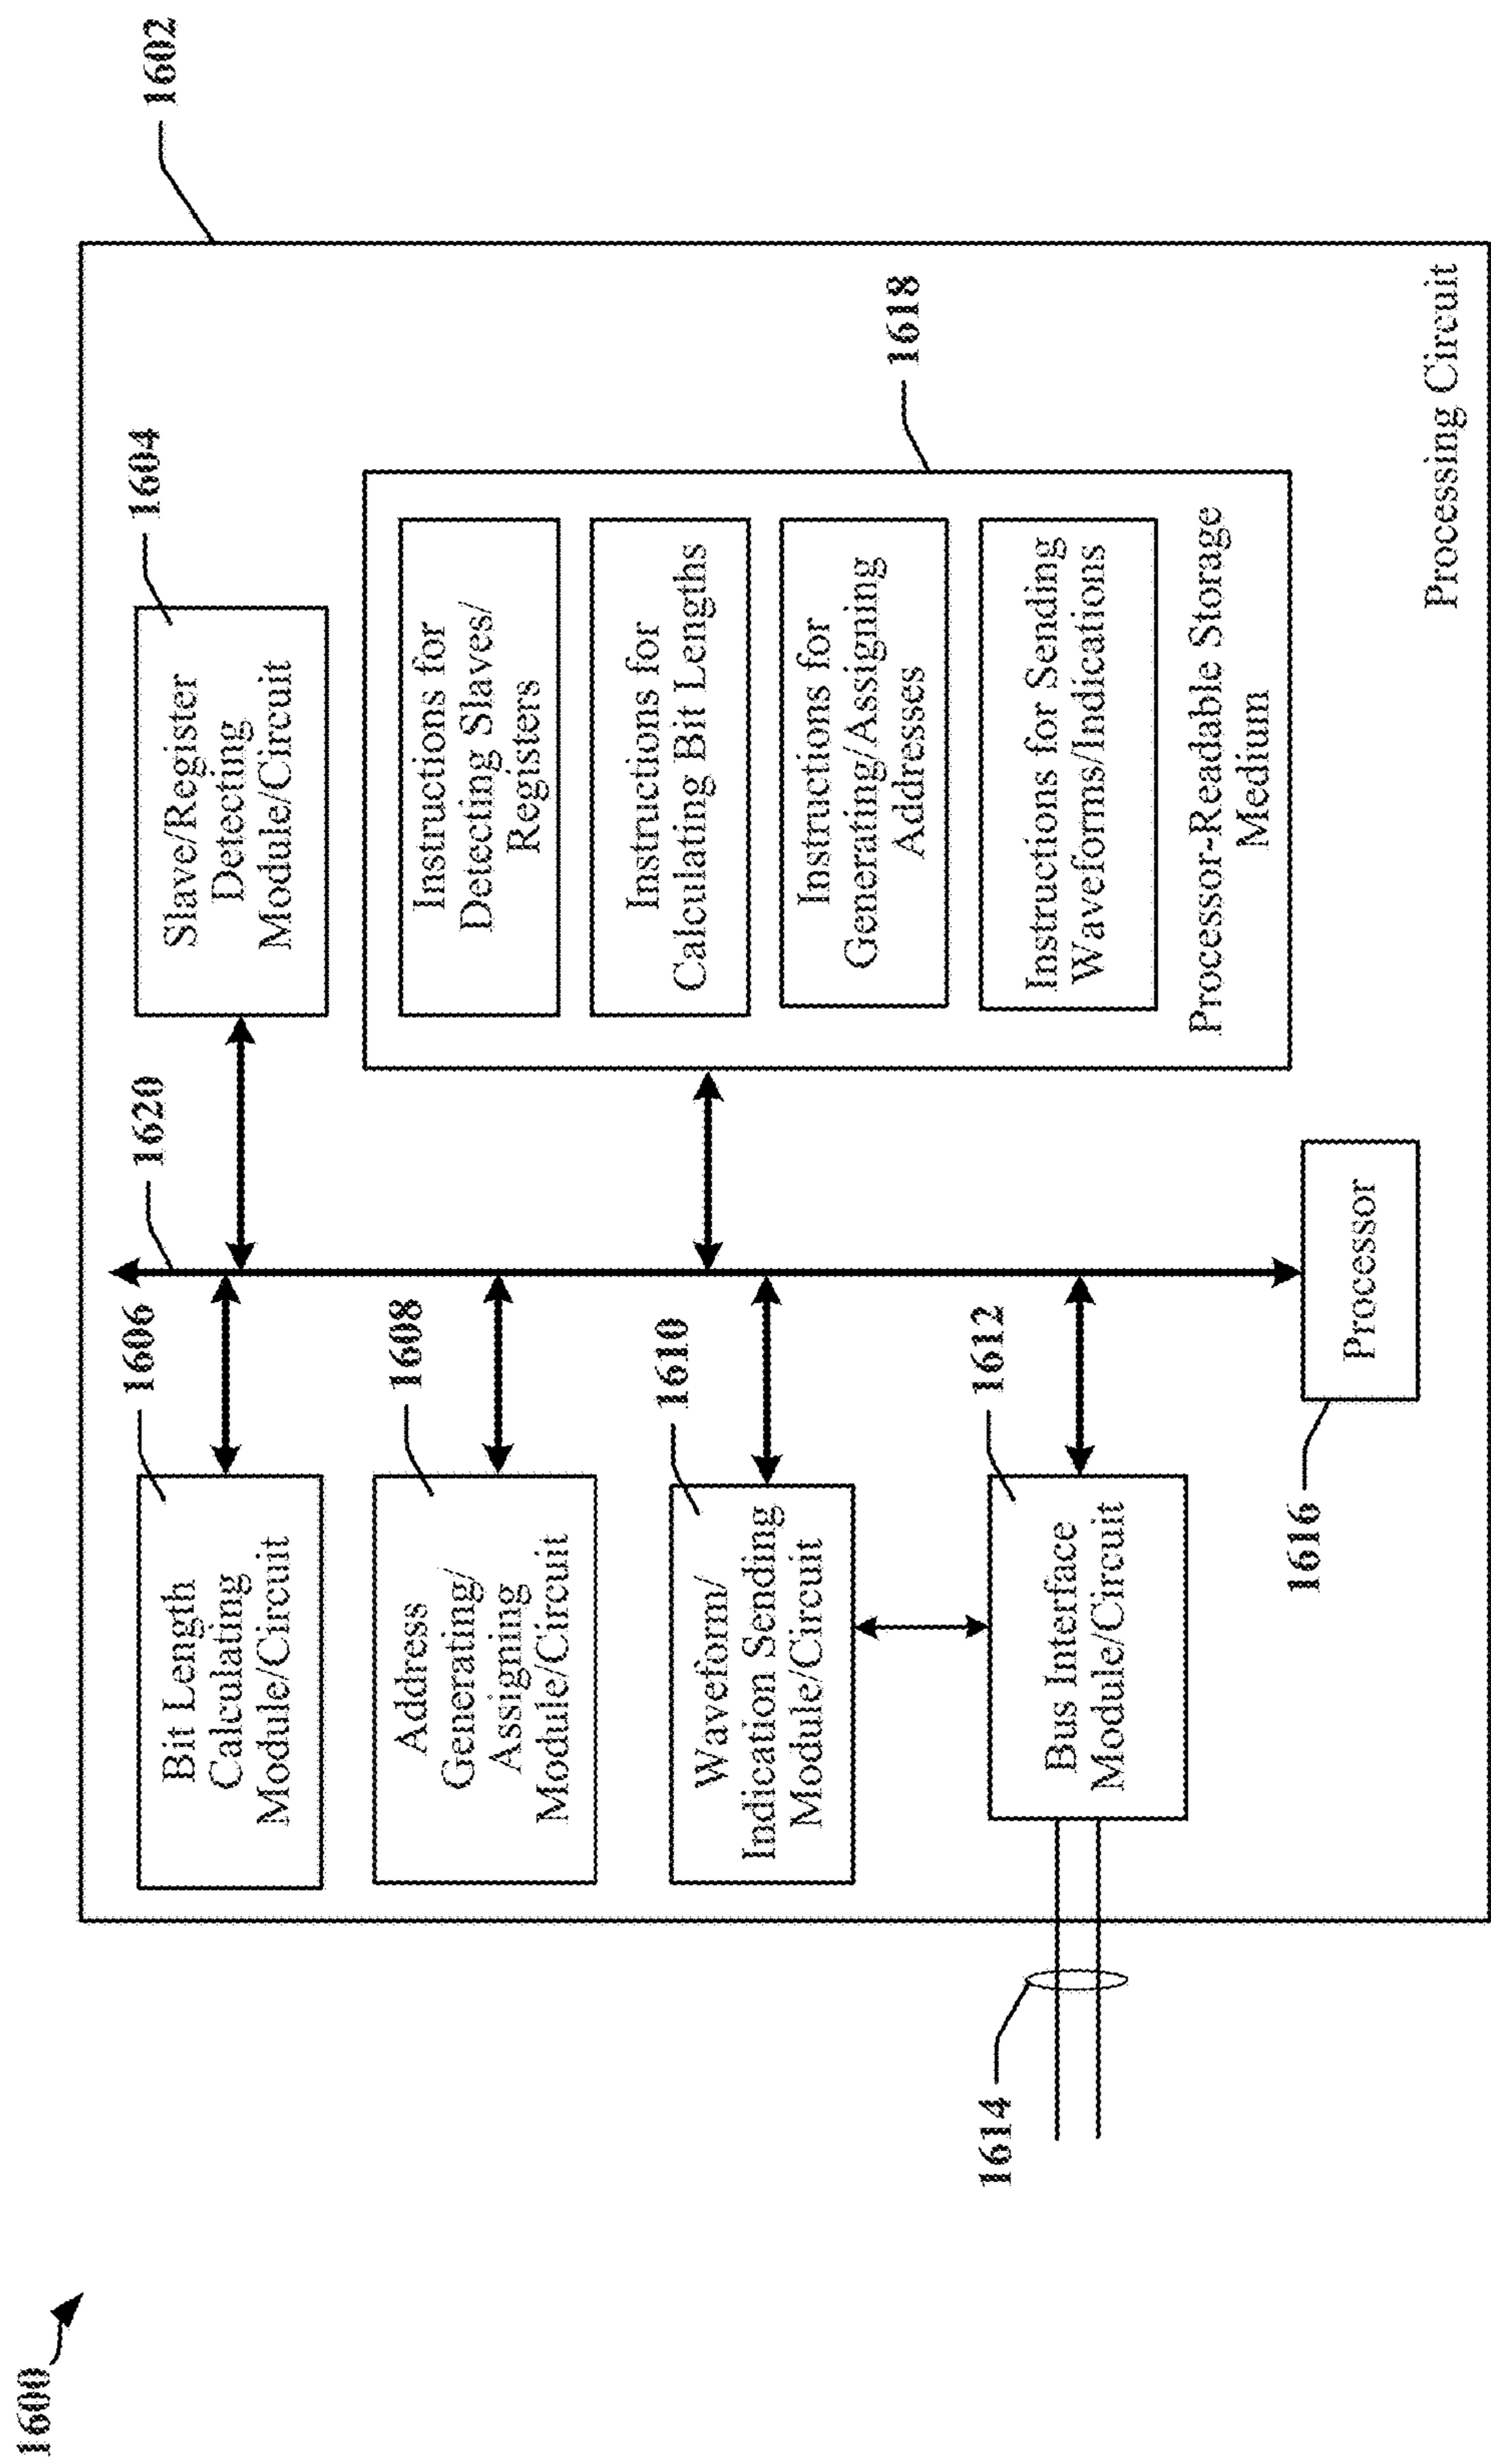 1600
1602
1620
1604
Slave/Register
Detecting
Module/Circuit
1606
Bit Length
Calculating
Module/Circuit
1608
Address
Generating/
Assigning
Module/Circuit
1610
Waveform/
Indication Sending
Module/Circuit
1612
Bus Interface
Module/Circuit
1614
1616
Processor
1618
Instructions for
Detecting Slaves/
Registers
Instructions for
Calculating Bit Lengths
Instructions for
Generating/Assigning
Addresses
Instructions for Sending
Waveforms/Indications
Processor-Readable Storage
Medium
Processing Circuit